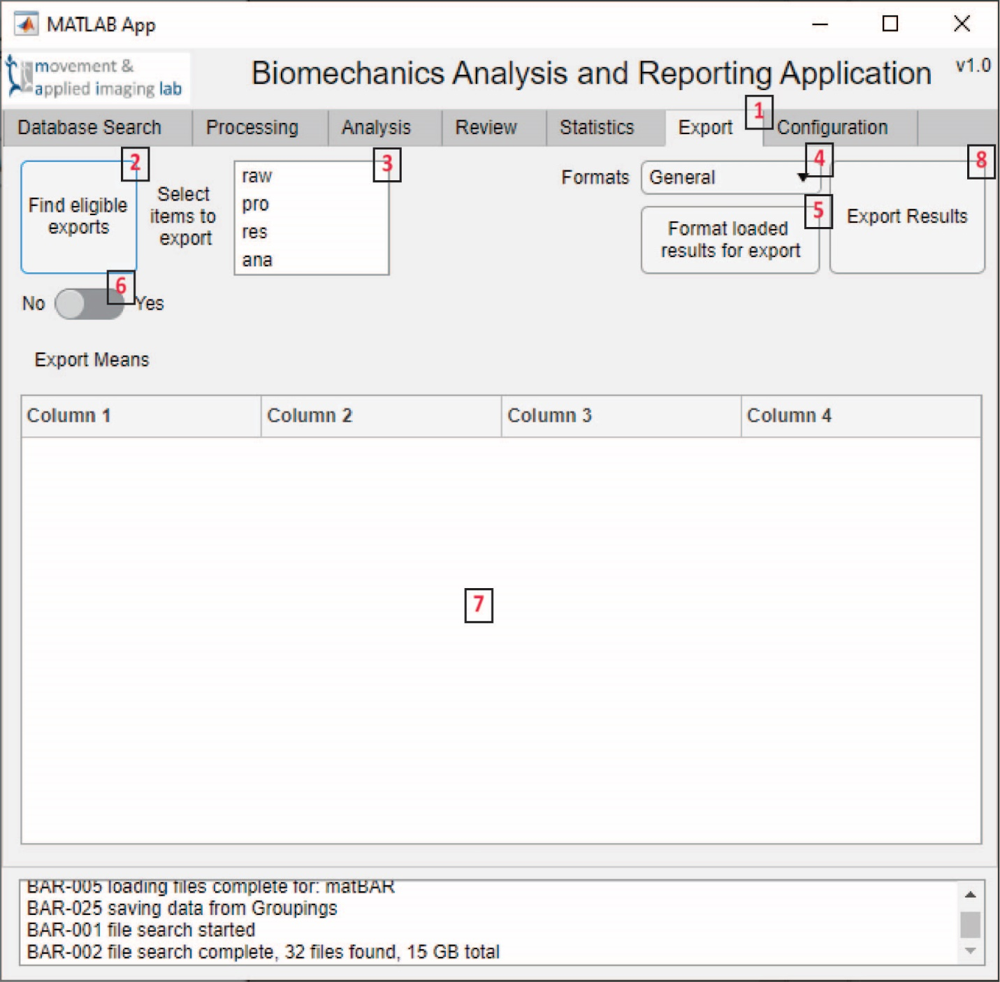 MATLAB App
movement &
applied imaging lab
Biomechanics Analysis and Reporting Application
v1.0
1
Database Search
Processing
Analysis
Review
Statistics
Export
Configuration
2
Find eligible
exports
Select
items to
export
3
raw
pro
res
ana
Formats
General
4
5
Format loaded
results for export
8
Export Results
6
No
Yes
Export Means
Column 1
Column 2
Column 3
Column 4
7
BAR-005 loading files complete for: matBAR
BAR-025 saving data from Groupings
BAR-001 file search started
BAR-002 file search complete, 32 files found, 15 GB total